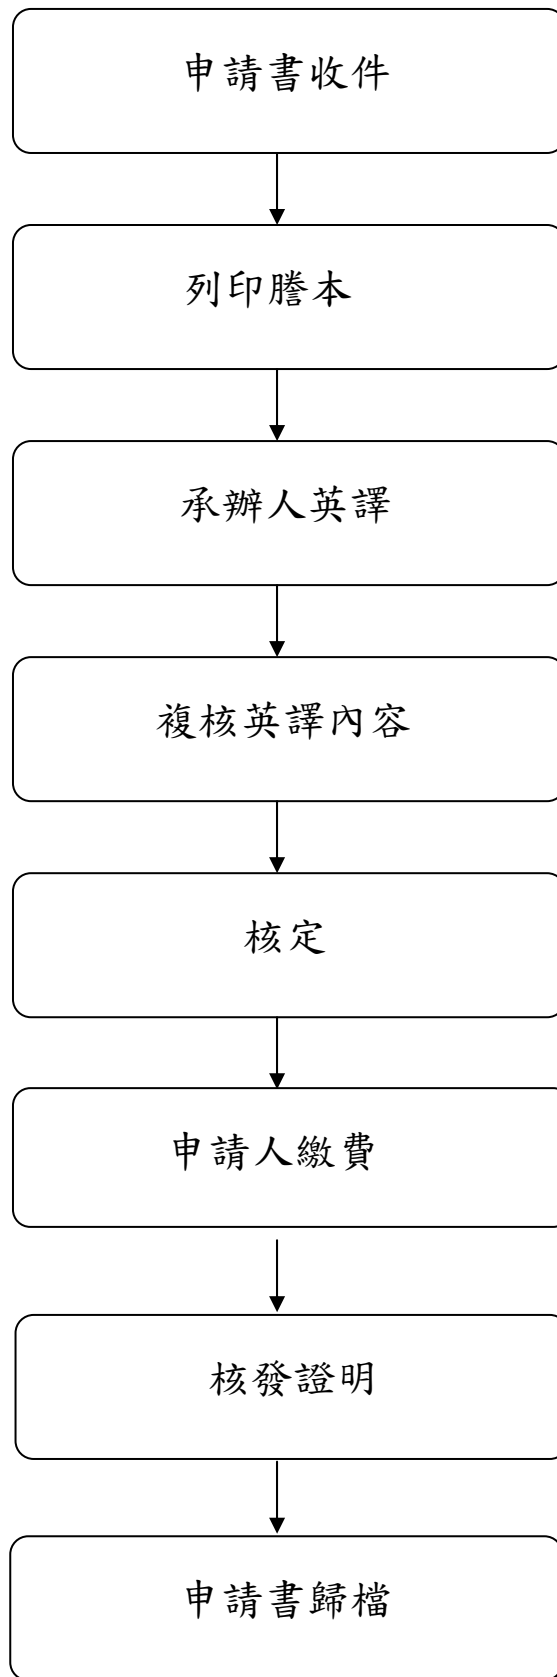 申請書收件
列印謄本
承辦人英譯
複核英譯內容
核定
申請人繳費
核發證明
申請書歸檔